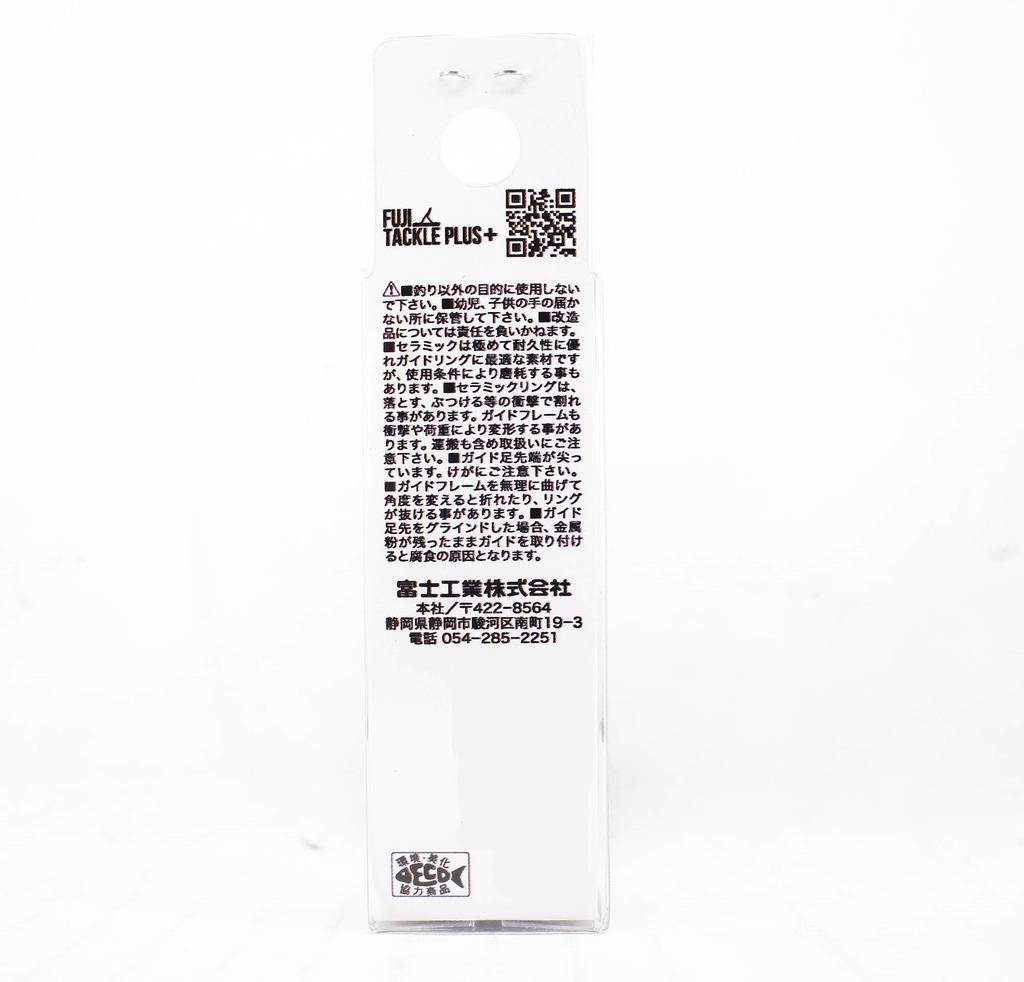 FUJI
TACKLE PLUS+
⚠■釣り以外の目的に使用しない
で下さい。■幼児、子供の手の届か
ない所に保管して下さい。■改造
品については責任を負いかねます。
■セラミックは極めて耐久性に優
れガイドリングに最適な素材です
が、使用条件により磨耗する事も
あります。■セラミックリングは、
落とす、ぶつける等の衝撃で割れ
る事があります。ガイドフレームも
衝撃や荷重により変形する事があ
ります。運搬も含め取扱いにご注
意下さい。■ガイド足先端が尖っ
ています。けがにご注意下さい。
■ガイドフレームを無理に曲げて
角度を変えると折れたり、リング
が抜ける事があります。■ガイド
足先をグラインドした場合、金属
粉が残ったままガイドを取り付け
ると腐食の原因となります。
富士工業株式会社
本社／〒422-8564
静岡県静岡市駿河区南町19-3
電話 054-285-2251
環境・美化
ECO
協力商品